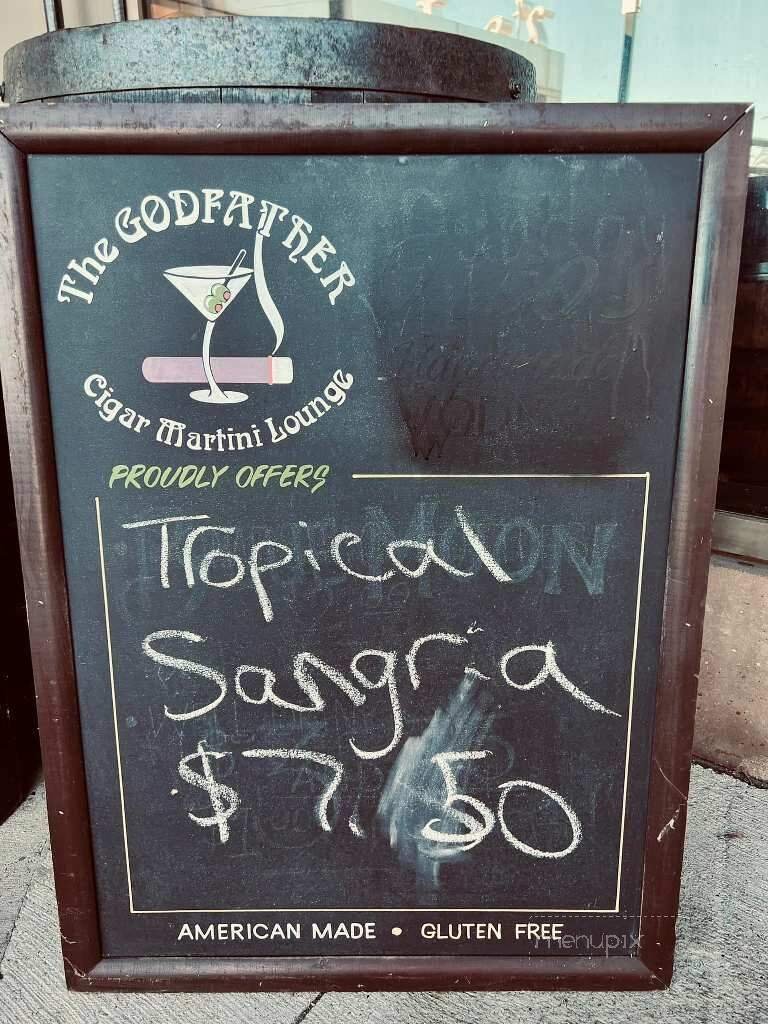 The GODFATHER
Cigar Martini Lounge
PROUDLY OFFERS
Tropical
Sangria
$7.50
AMERICAN MADE • GLUTEN FREE
menupix